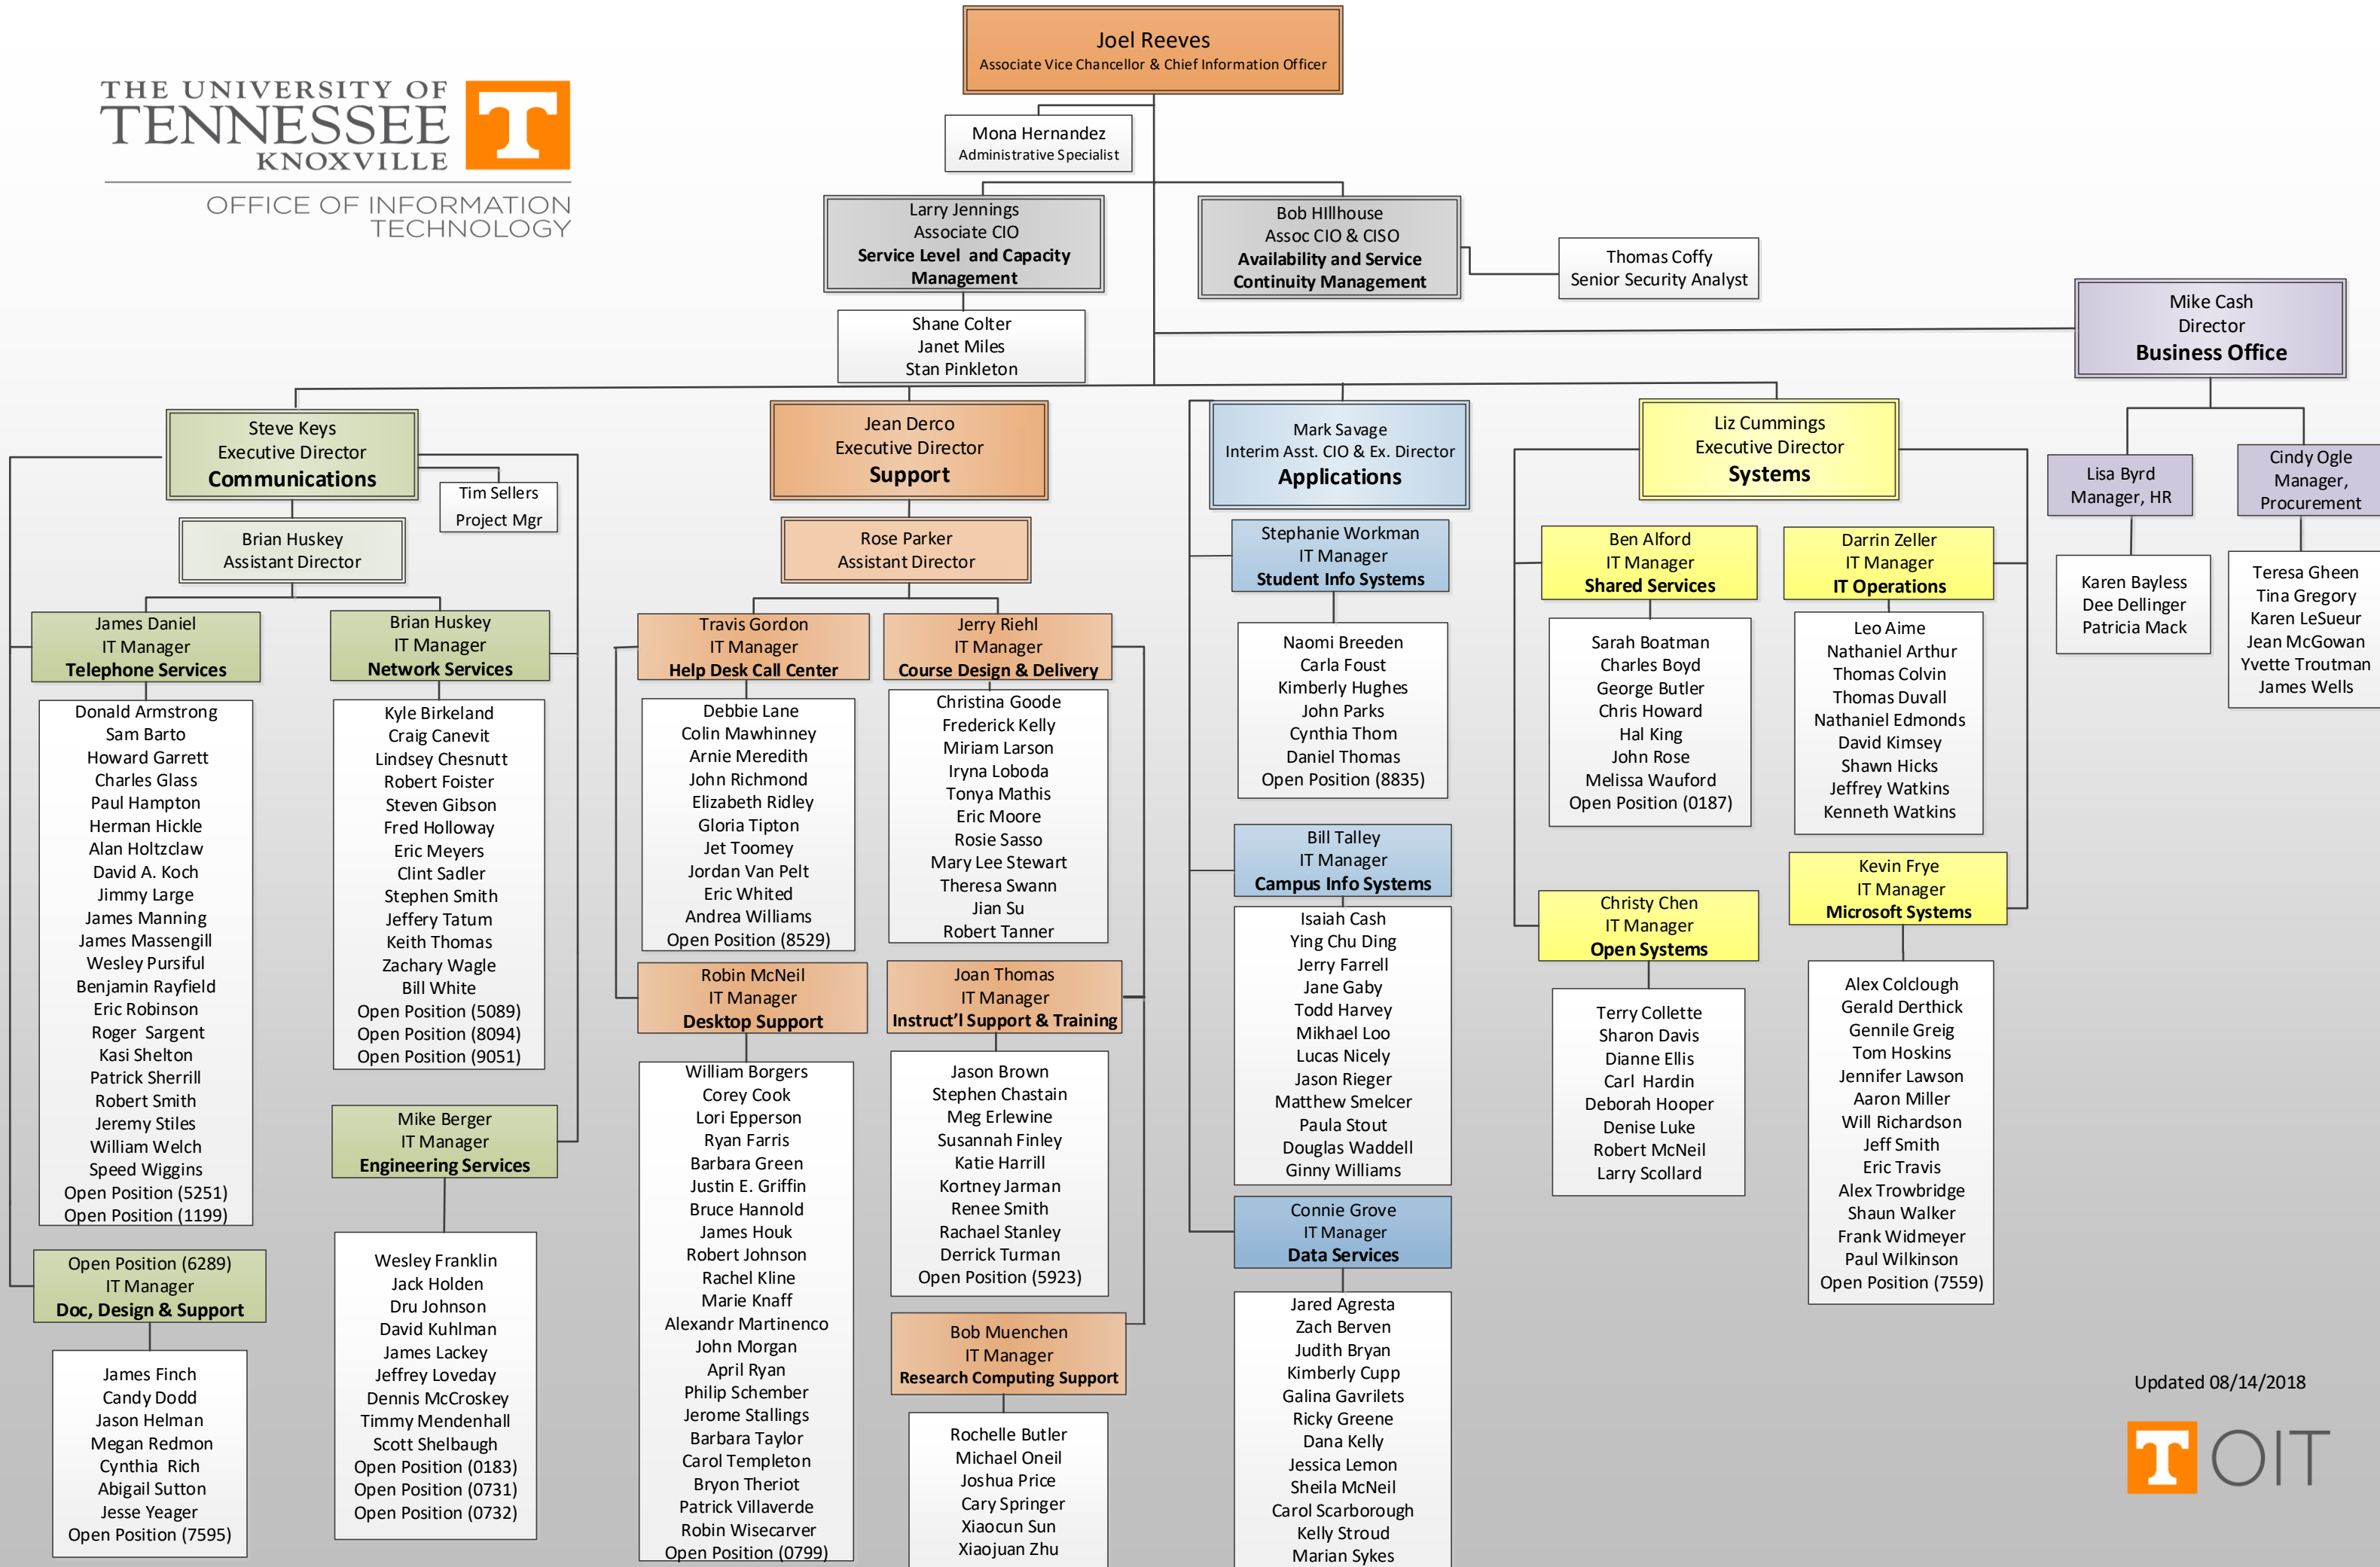 Joel Reeves
Associate Vice Chancellor & Chief Information Officer
THE UNIVERSITY OF
TENNESSEE
KNOXVILLE
T
OFFICE OF INFORMATION
TECHNOLOGY
Mona Hernandez
Administrative Specialist
Larry Jennings
Associate CIO
Service Level and Capacity
Management
Bob HIllhouse
Assoc CIO & CISO
Availability and Service
Continuity Management
Thomas Coffy
Senior Security Analyst
Shane Colter
Janet Miles
Stan Pinkleton
Mike Cash
Director
Business Office
Steve Keys
Executive Director
Communications
Tim Sellers
Project Mgr
Brian Huskey
Assistant Director
James Daniel
IT Manager
Telephone Services
Donald Armstrong
Sam Barto
Howard Garrett
Charles Glass
Paul Hampton
Herman Hickle
Alan Holtzclaw
David A. Koch
Jimmy Large
James Manning
James Massengill
Wesley Pursiful
Benjamin Rayfield
Eric Robinson
Roger Sargent
Kasi Shelton
Patrick Sherrill
Robert Smith
Jeremy Stiles
William Welch
Speed Wiggins
Open Position (5251)
Open Position (1199)
Open Position (6289)
IT Manager
Doc, Design & Support
James Finch
Candy Dodd
Jason Helman
Megan Redmon
Cynthia Rich
Abigail Sutton
Jesse Yeager
Open Position (7595)
Brian Huskey
IT Manager
Network Services
Kyle Birkeland
Craig Canevit
Lindsey Chesnutt
Robert Foister
Steven Gibson
Fred Holloway
Eric Meyers
Clint Sadler
Stephen Smith
Jeffery Tatum
Keith Thomas
Zachary Wagle
Bill White
Open Position (5089)
Open Position (8094)
Open Position (9051)
Mike Berger
IT Manager
Engineering Services
Wesley Franklin
Jack Holden
Dru Johnson
David Kuhlman
James Lackey
Jeffrey Loveday
Dennis McCroskey
Timmy Mendenhall
Scott Shelbaugh
Open Position (0183)
Open Position (0731)
Open Position (0732)
Jean Derco
Executive Director
Support
Rose Parker
Assistant Director
Travis Gordon
IT Manager
Help Desk Call Center
Debbie Lane
Colin Mawhinney
Arnie Meredith
John Richmond
Elizabeth Ridley
Gloria Tipton
Jet Toomey
Jordan Van Pelt
Eric Whited
Andrea Williams
Open Position (8529)
Robin McNeil
IT Manager
Desktop Support
William Borgers
Corey Cook
Lori Epperson
Ryan Farris
Barbara Green
Justin E. Griffin
Bruce Hannold
James Houk
Robert Johnson
Rachel Kline
Marie Knaff
Alexandr Martinenco
John Morgan
April Ryan
Philip Schember
Jerome Stallings
Barbara Taylor
Carol Templeton
Bryon Theriot
Patrick Villaverde
Robin Wisecarver
Open Position (0799)
Jerry Riehl
IT Manager
Course Design & Delivery
Christina Goode
Frederick Kelly
Miriam Larson
Iryna Loboda
Tonya Mathis
Eric Moore
Rosie Sasso
Mary Lee Stewart
Theresa Swann
Jian Su
Robert Tanner
Joan Thomas
IT Manager
Instruct'l Support & Training
Jason Brown
Stephen Chastain
Meg Erlewine
Susannah Finley
Katie Harrill
Kortney Jarman
Renee Smith
Rachael Stanley
Derrick Turman
Open Position (5923)
Bob Muenchen
IT Manager
Research Computing Support
Rochelle Butler
Michael Oneil
Joshua Price
Cary Springer
Xiaocun Sun
Xiaojuan Zhu
Mark Savage
Interim Asst. CIO & Ex. Director
Applications
Stephanie Workman
IT Manager
Student Info Systems
Naomi Breeden
Carla Foust
Kimberly Hughes
John Parks
Cynthia Thom
Daniel Thomas
Open Position (8835)
Bill Talley
IT Manager
Campus Info Systems
Isaiah Cash
Ying Chu Ding
Jerry Farrell
Jane Gaby
Todd Harvey
Mikhael Loo
Lucas Nicely
Jason Rieger
Matthew Smelcer
Paula Stout
Douglas Waddell
Ginny Williams
Connie Grove
IT Manager
Data Services
Jared Agresta
Zach Berven
Judith Bryan
Kimberly Cupp
Galina Gavrilets
Ricky Greene
Dana Kelly
Jessica Lemon
Sheila McNeil
Carol Scarborough
Kelly Stroud
Marian Sykes
Liz Cummings
Executive Director
Systems
Ben Alford
IT Manager
Shared Services
Sarah Boatman
Charles Boyd
George Butler
Chris Howard
Hal King
John Rose
Melissa Wauford
Open Position (0187)
Christy Chen
IT Manager
Open Systems
Terry Collette
Sharon Davis
Dianne Ellis
Carl Hardin
Deborah Hooper
Denise Luke
Robert McNeil
Larry Scollard
Darrin Zeller
IT Manager
IT Operations
Leo Aime
Nathaniel Arthur
Thomas Colvin
Thomas Duvall
Nathaniel Edmonds
David Kimsey
Shawn Hicks
Jeffrey Watkins
Kenneth Watkins
Kevin Frye
IT Manager
Microsoft Systems
Alex Colclough
Gerald Derthick
Gennile Greig
Tom Hoskins
Jennifer Lawson
Aaron Miller
Will Richardson
Jeff Smith
Eric Travis
Alex Trowbridge
Shaun Walker
Frank Widmeyer
Paul Wilkinson
Open Position (7559)
Lisa Byrd
Manager, HR
Karen Bayless
Dee Dellinger
Patricia Mack
Cindy Ogle
Manager,
Procurement
Teresa Gheen
Tina Gregory
Karen LeSueur
Jean McGowan
Yvette Troutman
James Wells
Updated 08/14/2018
T OIT